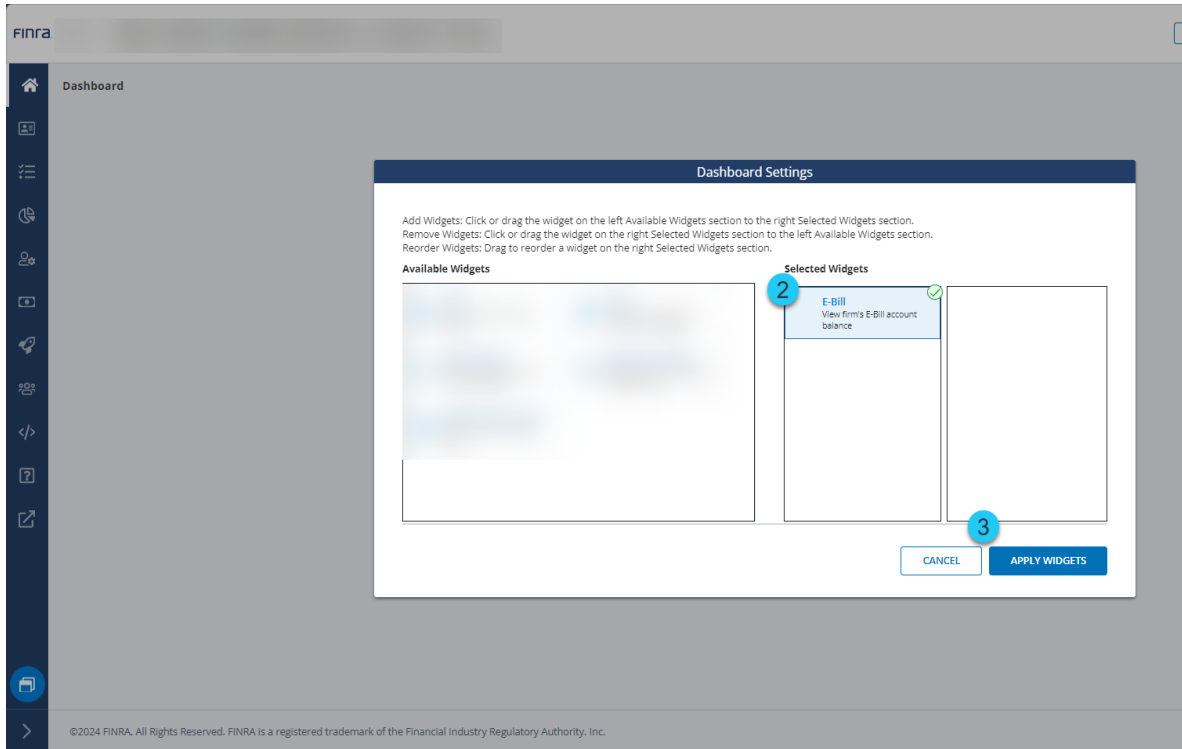 FINRA
Dashboard
Dashboard Settings
Add Widgets: Click or drag the widget on the left Available Widgets section to the right Selected Widgets section.
Remove Widgets: Click or drag the widget on the right Selected Widgets section to the left Available Widgets section.
Reorder Widgets: Drag to reorder a widget on the right Selected Widgets section.
Available Widgets
Selected Widgets
2
E-Bill
View firm's E-Bill account
balance
3
CANCEL
APPLY WIDGETS
©2024 FINRA, All Rights Reserved. FINRA is a registered trademark of the Financial Industry Regulatory Authority, Inc.